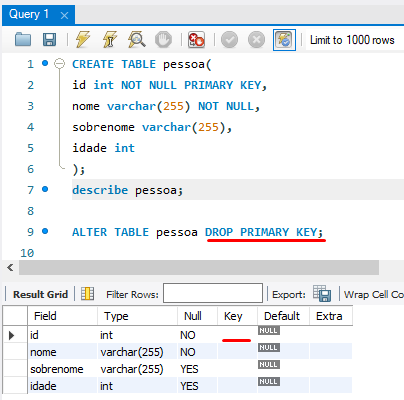 Query 1
Limit to 1000 rows
1 CREATE TABLE pessoa(
2 id int NOT NULL PRIMARY KEY,
3 nome varchar(255) NOT NULL,
4 sobrenome varchar(255),
5 idade int
6 );
7 describe pessoa;
8
9 ALTER TABLE pessoa DROP PRIMARY KEY;
10
Result Grid Filter Rows: Export: Wrap Cell Co
Field Type Null Key Default Extra
id int NO NULL
nome varchar(255) NO NULL
sobrenome varchar(255) YES NULL
idade int YES NULL